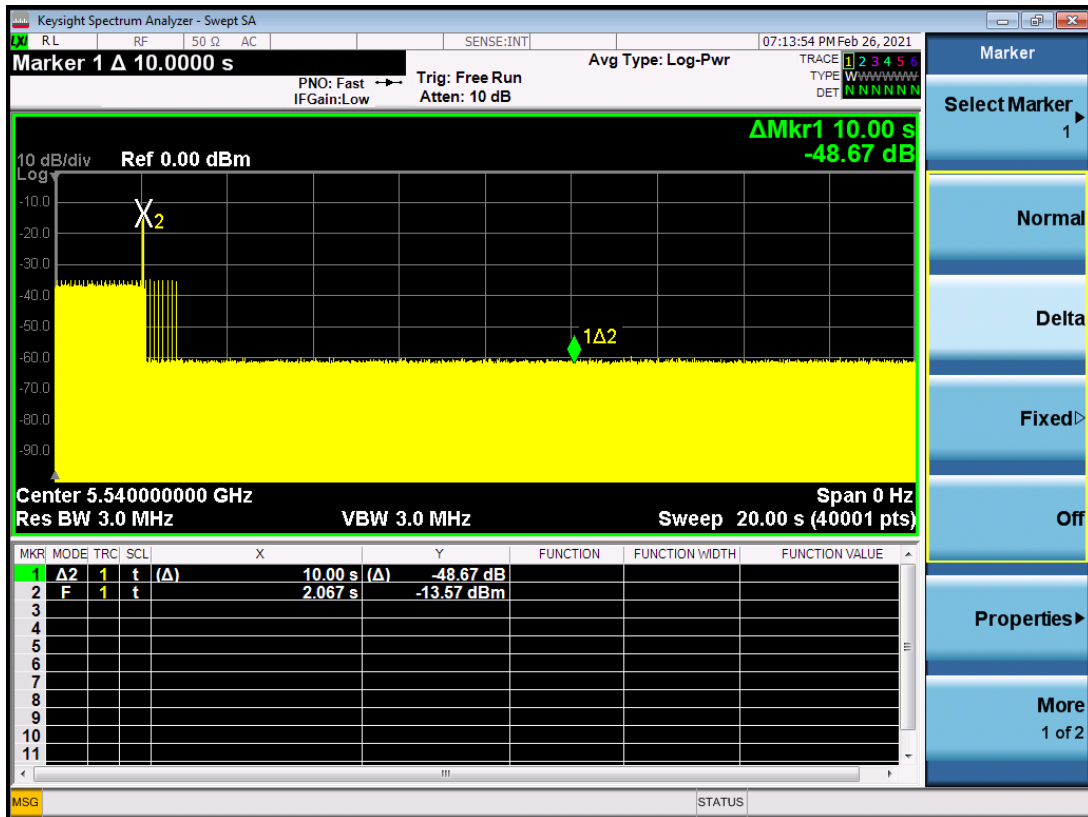 Keysight Spectrum Analyzer - Swept SA
LXI RL RF 50 Ω AC SENSE:INT 07:13:54 PM Feb 26, 2021
Marker 1 Δ 10.0000 s
PNO: Fast
IFGain:Low
Trig: Free Run
Atten: 10 dB
Avg Type: Log-Pwr
TRACE 1 2 3 4 5 6
TYPE WWWWWW
DET N N N N N N
ΔMkr1 10.00 s
-48.67 dB
10 dB/div Ref 0.00 dBm
Log
-10.0
-20.0
-30.0
-40.0
-50.0
-60.0
-70.0
-80.0
-90.0
X2
1Δ2
Center 5.540000000 GHz Span 0 Hz
Res BW 3.0 MHz VBW 3.0 MHz Sweep 20.00 s (40001 pts)
MKR MODE TRC SCL X Y FUNCTION FUNCTION WIDTH FUNCTION VALUE
1 Δ2 1 t (Δ) 10.00 s (Δ) -48.67 dB
2 F 1 t 2.067 s -13.57 dBm
3
4
5
6
7
8
9
10
11
MSG STATUS
Marker
Select Marker
1
Normal
Delta
Fixed
Off
Properties
More
1 of 2